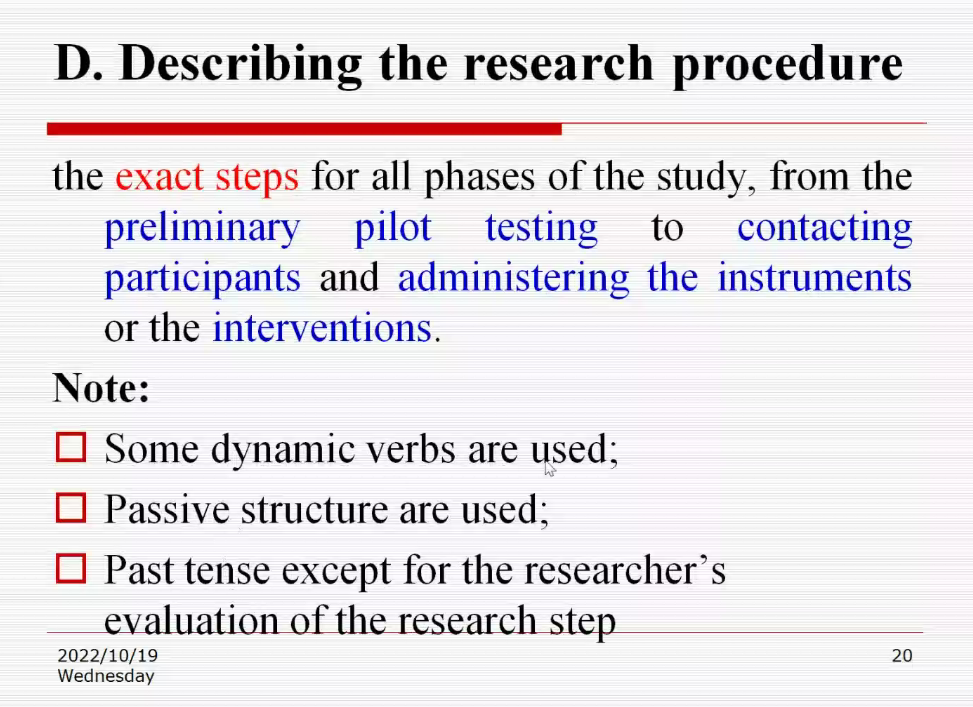 D. Describing the research procedure
the exact steps for all phases of the study, from the
preliminary pilot testing to contacting
participants and administering the instruments
or the interventions.
Note:
Some dynamic verbs are used;
Passive structure are used;
Past tense except for the researcher’s
evaluation of the research step
2022/10/19
Wednesday
20